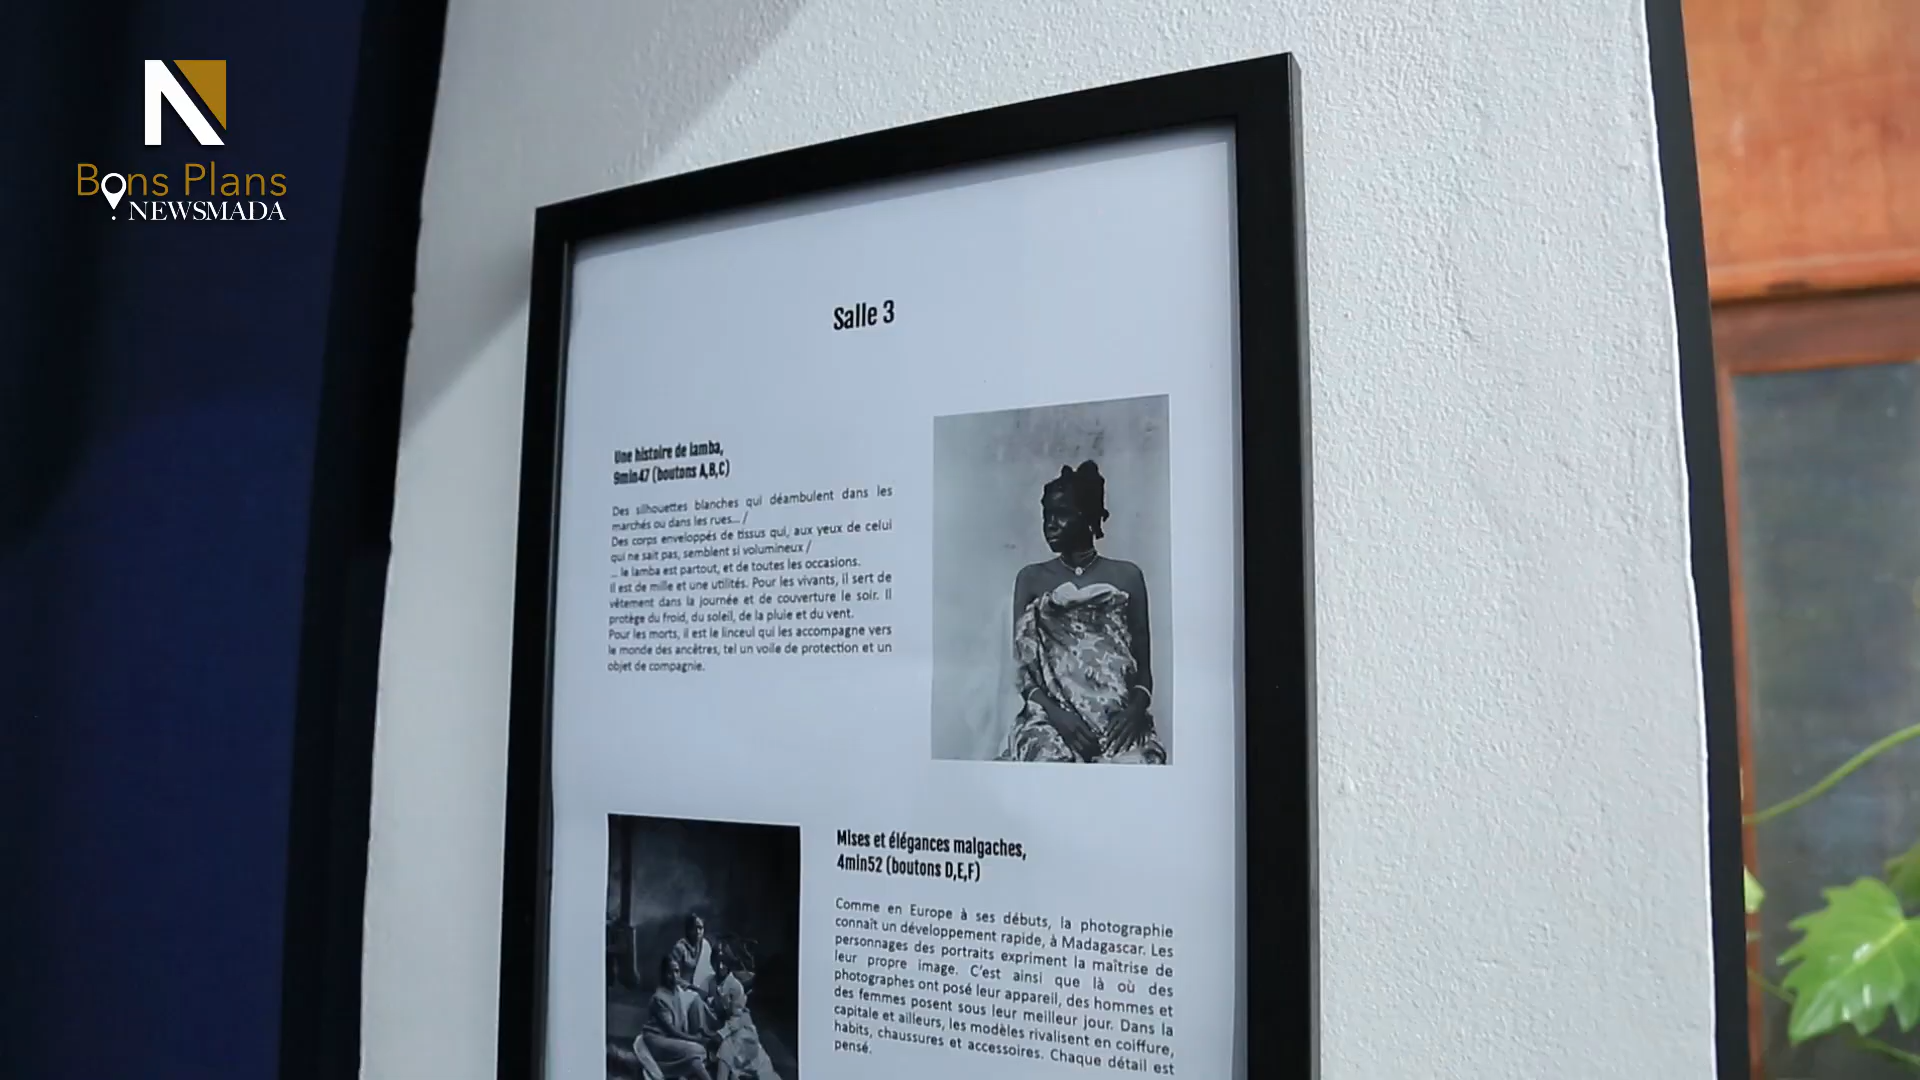 N
Bons Plans
NEWSMADA
Salle 3
Une histoire de lamba,
9min47 (boutons A,B,C)
Des silhouettes blanches qui déambulent dans les
marchés ou dans les rues... /
Des corps enveloppés de tissus qui, aux yeux de celui
qui ne sait pas, semblent si volumineux /
... le lamba est partout, et de toutes les occasions.
Il est de mille et une utilités. Pour les vivants, il sert de
vêtement dans la journée et de couverture le soir. Il
protège du froid, du soleil, de la pluie et du vent.
Pour les morts, il est le linceul qui les accompagne vers
le monde des ancêtres, tel un voile de protection et un
objet de compagnie.
Mises et élégances malgaches,
4min52 (boutons D,E,F)
Comme en Europe à ses débuts, la photographie
connaît un développement rapide, à Madagascar. Les
personnages des portraits expriment la maîtrise de
leur propre image. C'est ainsi que là où des
photographes ont posé leur appareil, des hommes et
des femmes posent sous leur meilleur jour. Dans la
capitale et ailleurs, les modèles rivalisent en coiffure,
habits, chaussures et accessoires. Chaque détail est
pensé.